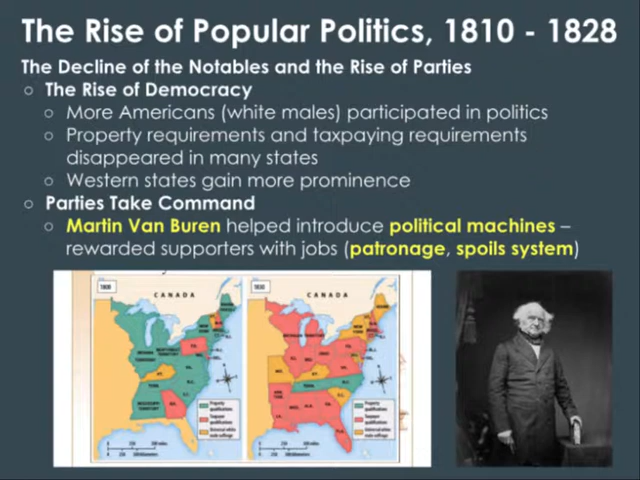 The Rise of Popular Politics, 1810 - 1828
The Decline of the Notables and the Rise of Parties
The Rise of Democracy
More Americans (white males) participated in politics
Property requirements and taxpaying requirements
disappeared in many states
Western states gain more prominence
Parties Take Command
Martin Van Buren helped introduce political machines –
rewarded supporters with jobs (patronage, spoils system)
CANADA
CANADA